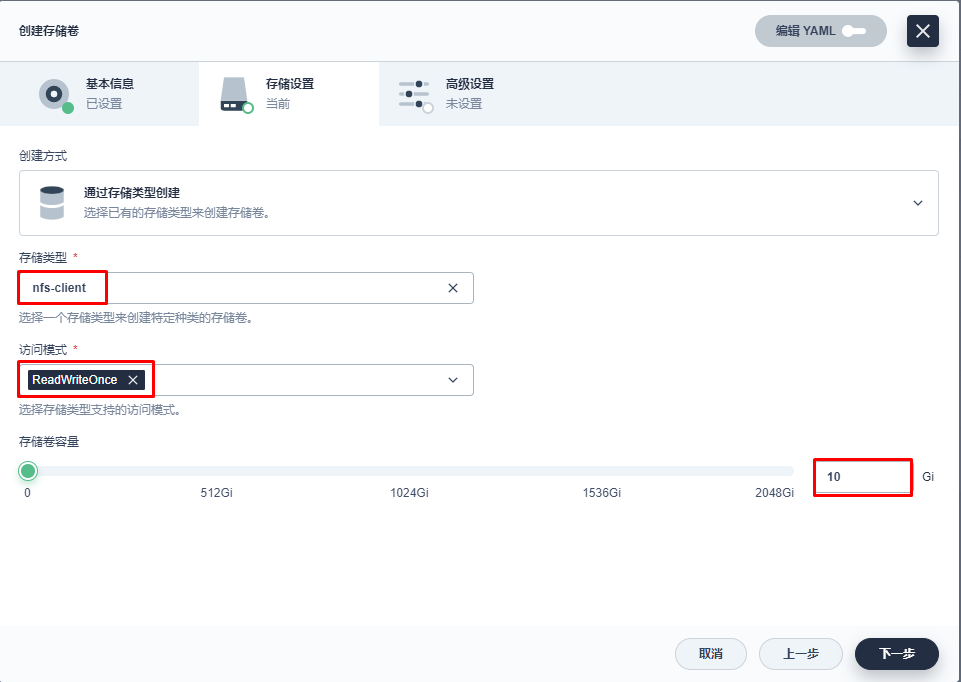 创建存储卷
编辑 YAML
基本信息
已设置
存储设置
当前
高级设置
未设置
创建方式
通过存储类型创建
选择已有的存储类型来创建存储卷。
存储类型 *
nfs-client
选择一个存储类型来创建特定种类的存储卷。
访问模式 *
ReadWriteOnce
选择存储类型支持的访问模式。
存储卷容量
10 Gi
0 512Gi 1024Gi 1536Gi 2048Gi
取消 上一步 下一步